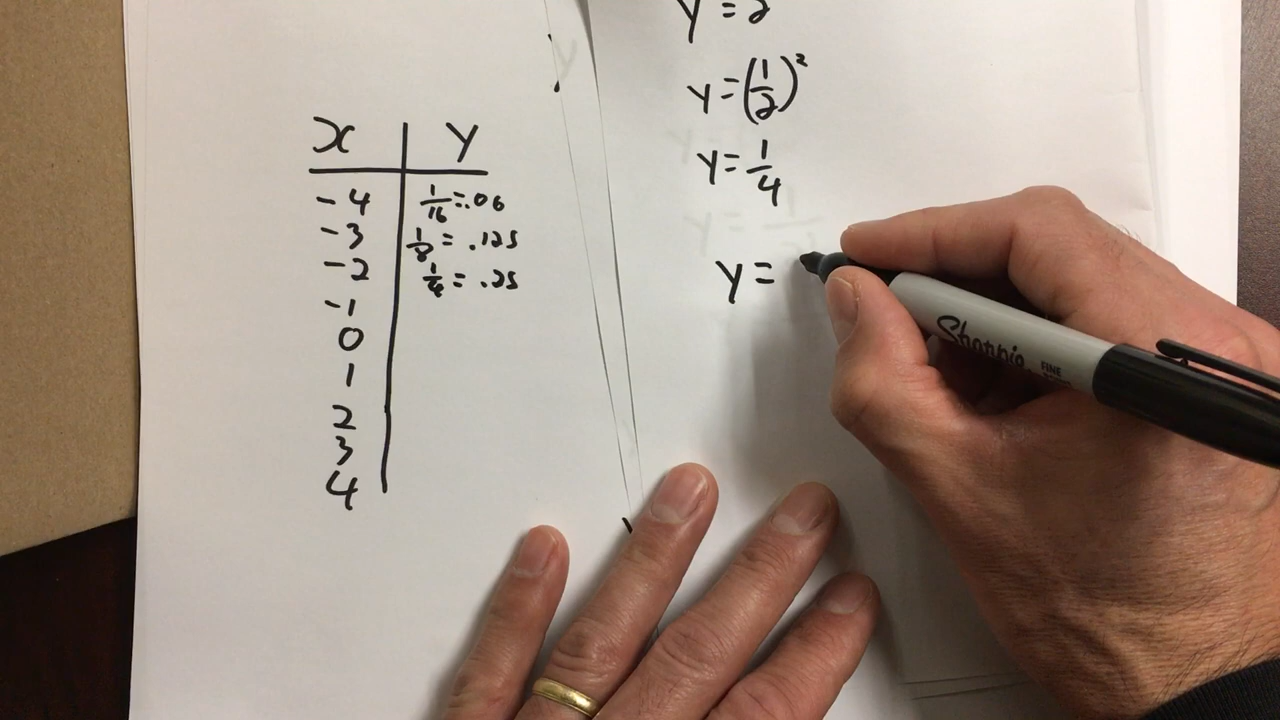 x y
-4 1/16 = .06
-3 1/8 = .125
-2 1/4 = .25
-1
0
1
2
3
4
y = 2
y = (1/2)²
y = 1/4
y =
Sharpie
FINE